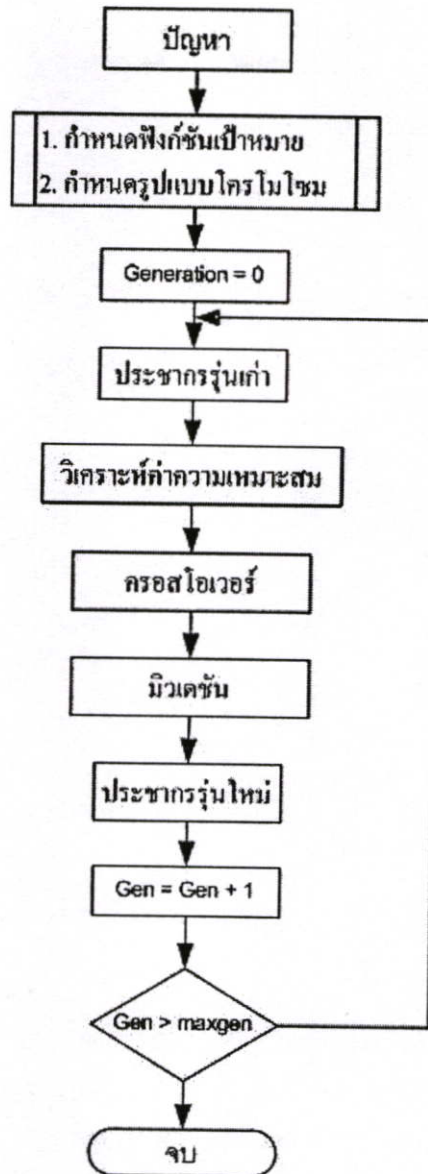 ปัญหา
1. กำหนดฟังก์ชันเป้าหมาย
2. กำหนดรูปแบบโครโมโซม
Generation = 0
ประชากรรุ่นเก่า
วิเคราะห์ค่าความเหมาะสม
ครอสโอเวอร์
มิวเตชัน
ประชากรรุ่นใหม่
Gen = Gen + 1
Gen > maxgen
จบ